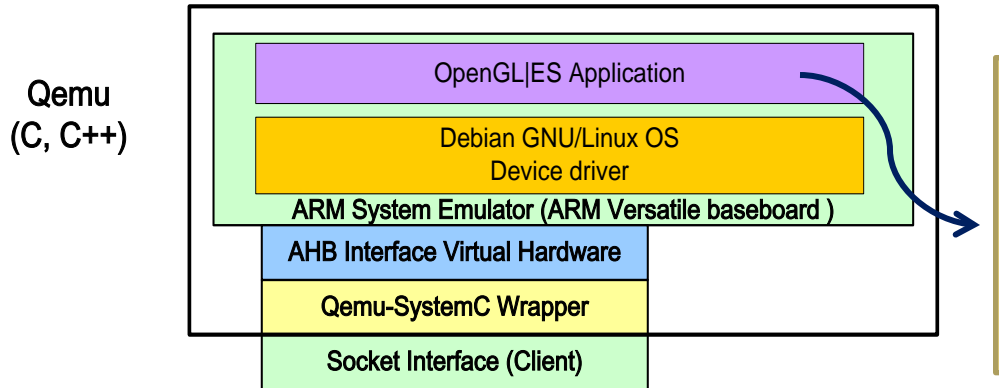 Qemu
(C, C++)
OpenGL|ES Application
Debian GNU/Linux OS
Device driver
ARM System Emulator (ARM Versatile baseboard )
AHB Interface Virtual Hardware
Qemu-SystemC Wrapper
Socket Interface (Client)